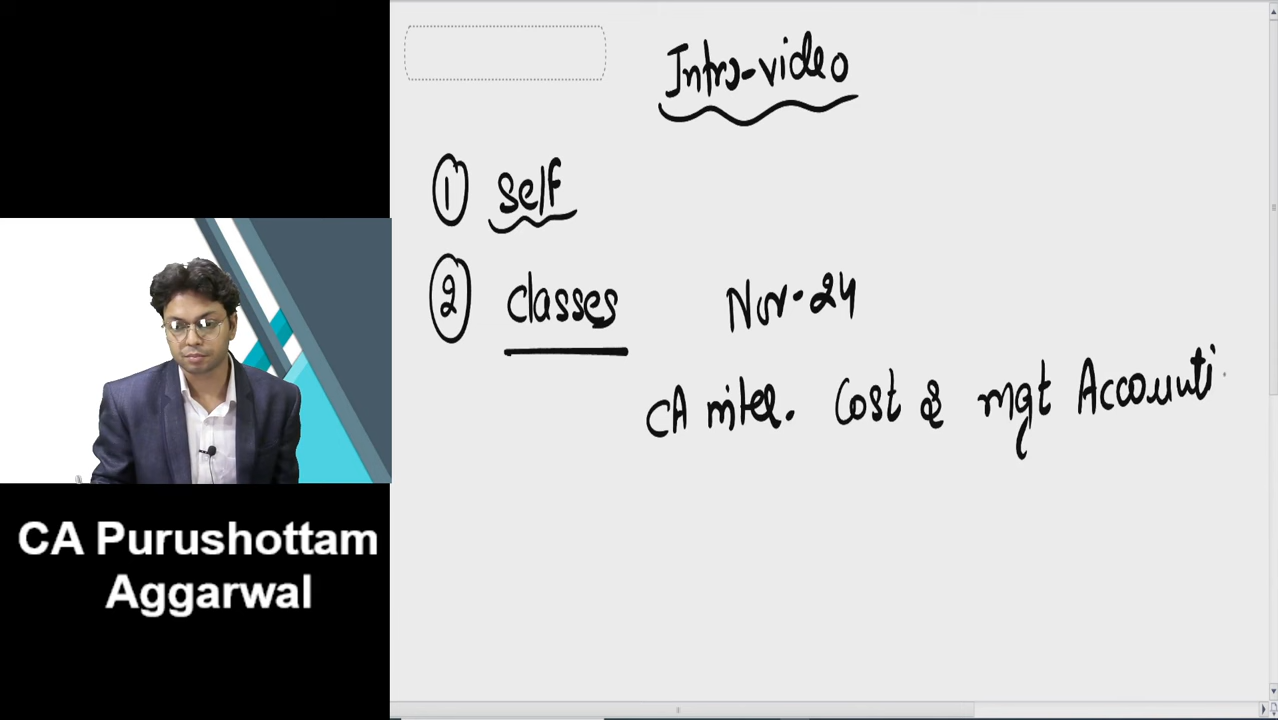 Intro-video
① Self
② Classes Nov-24
CA inter. Cost & mgt Accounti
CA Purushottam
Aggarwal